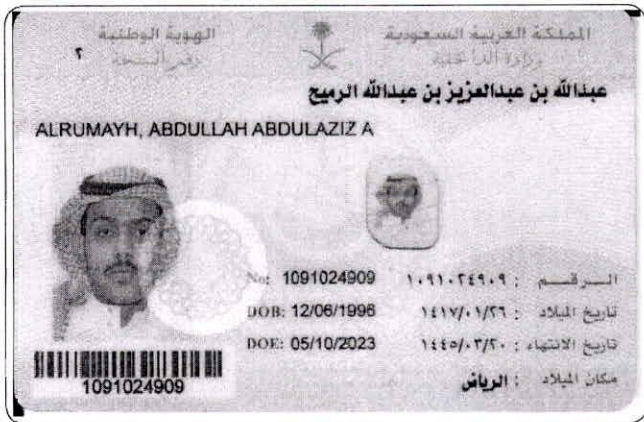 المملكة العربية السعودية
وزارة الداخلية
الهوية الوطنية
رقم النسخة ٢
عبدالله بن عبدالعزيز بن عبدالله الرميح
ALRUMAYH, ABDULLAH ABDULAZIZ A
الـرقـــم : ١٠٩١٠٢٤٩٠٩ No: 1091024909
تاريخ الميلاد : ١٤١٧/٠١/٢٦ DOB: 12/06/1996
تاريخ الانتهاء : ١٤٤٥/٠٣/٢٠ DOE: 05/10/2023
مكان الميلاد : الرياض
1091024909